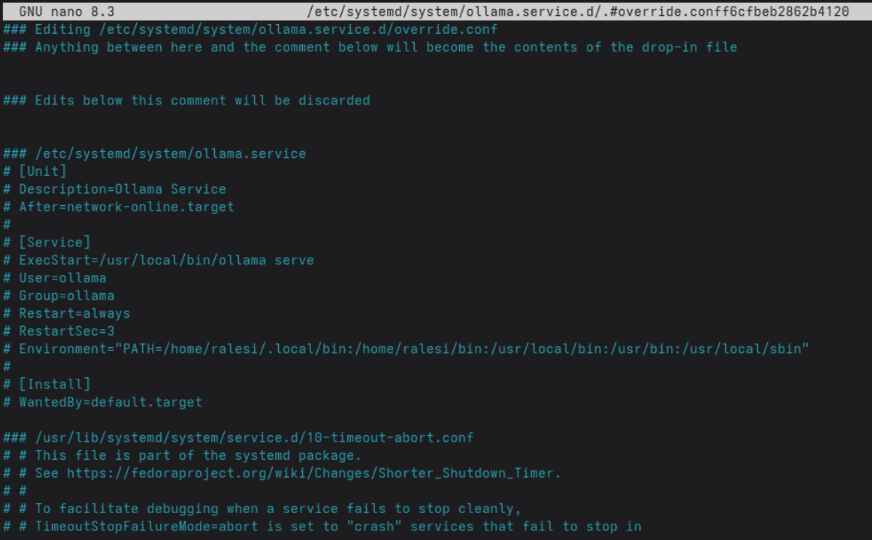 GNU nano 8.3 /etc/systemd/system/ollama.service.d/.#override.conff6cfbeb2862b4120
### Editing /etc/systemd/system/ollama.service.d/override.conf
### Anything between here and the comment below will become the contents of the drop-in file
### Edits below this comment will be discarded
### /etc/systemd/system/ollama.service
# [Unit]
# Description=Ollama Service
# After=network-online.target
#
# [Service]
# ExecStart=/usr/local/bin/ollama serve
# User=ollama
# Group=ollama
# Restart=always
# RestartSec=3
# Environment="PATH=/home/ralesi/.local/bin:/home/ralesi/bin:/usr/local/bin:/usr/bin:/usr/local/sbin"
#
# [Install]
# WantedBy=default.target
### /usr/lib/systemd/system/service.d/10-timeout-abort.conf
# # This file is part of the systemd package.
# # See https://fedoraproject.org/wiki/Changes/Shorter_Shutdown_Timer.
# #
# # To facilitate debugging when a service fails to stop cleanly,
# # TimeoutStopFailureMode=abort is set to "crash" services that fail to stop in